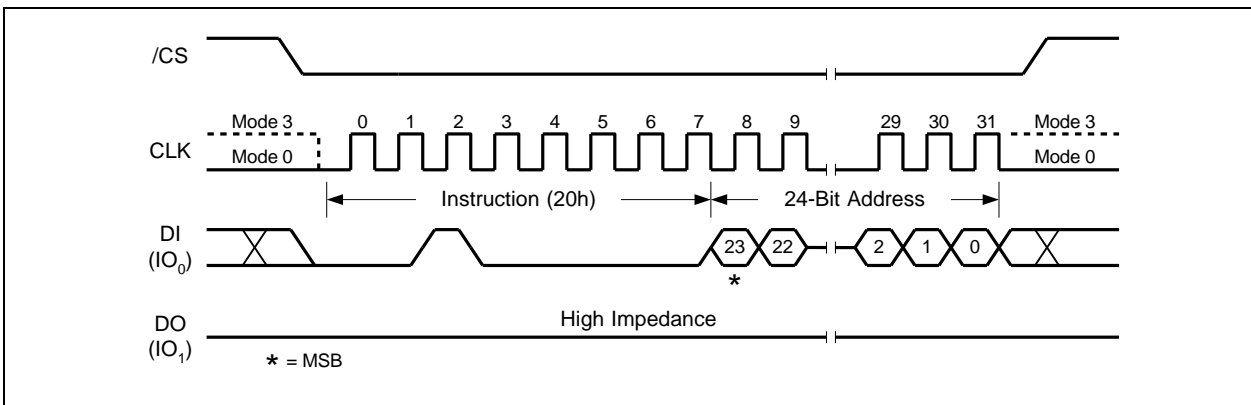 /CS
Mode 3
0 1 2 3 4 5 6 7 8 9 29 30 31
Mode 3
CLK
Mode 0
Mode 0
Instruction (20h)
24-Bit Address
DI
(IO0)
23 22 2 1 0
*
High Impedance
DO
(IO1)
* = MSB